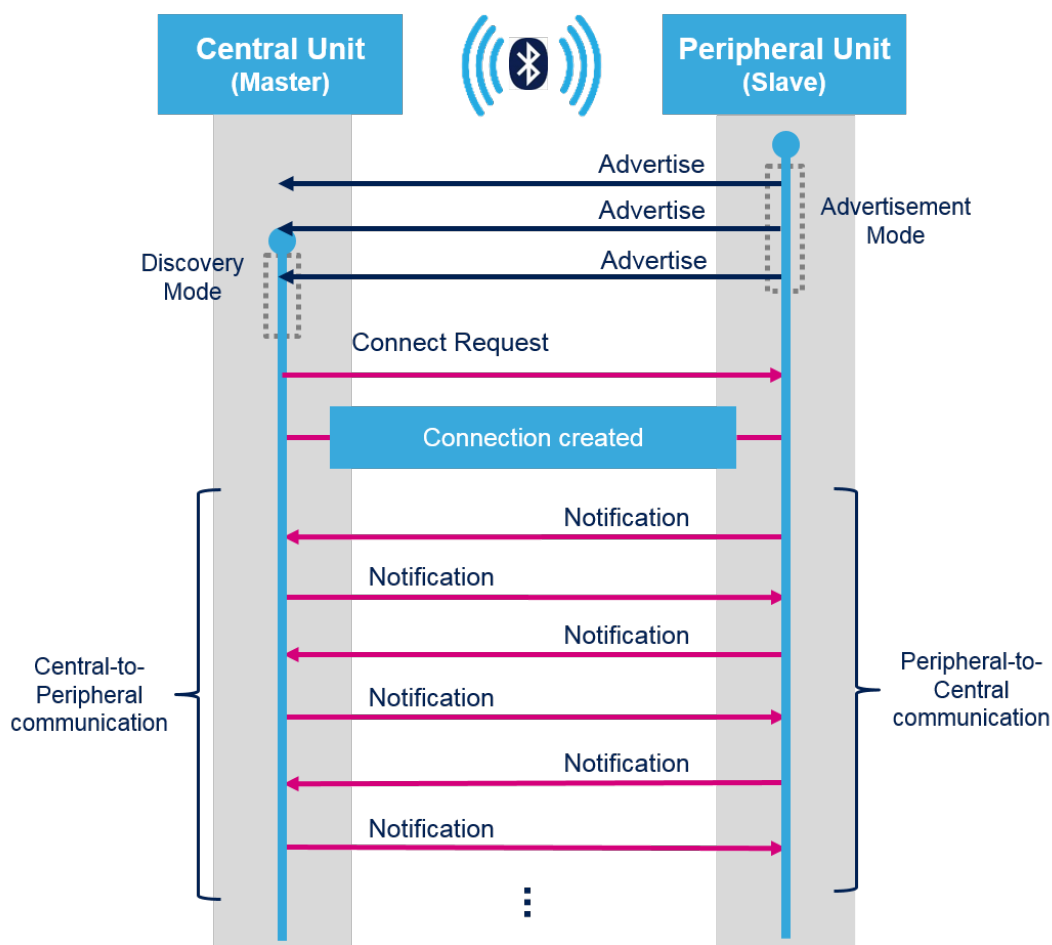 Central Unit
(Master)
Peripheral Unit
(Slave)
Advertise
Advertise
Advertisement
Mode
Discovery
Mode
Advertise
Connect Request
Connection created
Notification
Notification
Notification
Central-to-
Peripheral
communication
Peripheral-to-
Central
communication
Notification
Notification
Notification
⋮